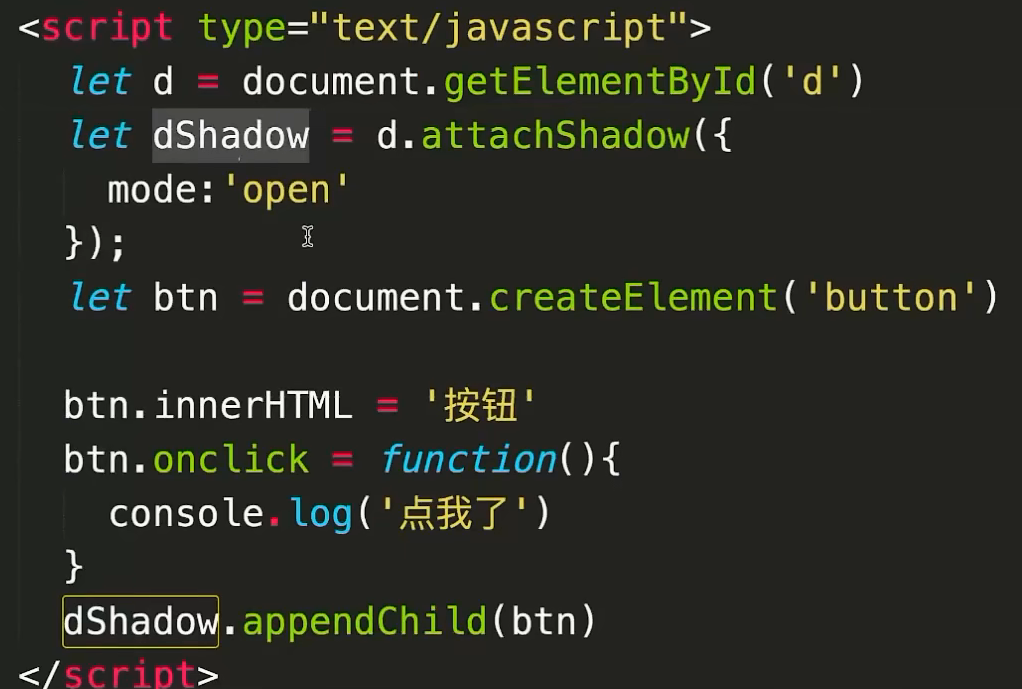 <script type="text/javascript">
let d = document.getElementById('d')
let dShadow = d.attachShadow({
mode:'open'
});
let btn = document.createElement('button')
btn.innerHTML = '按钮'
btn.onclick = function(){
console.log('点我了')
}
dShadow.appendChild(btn)
</script>